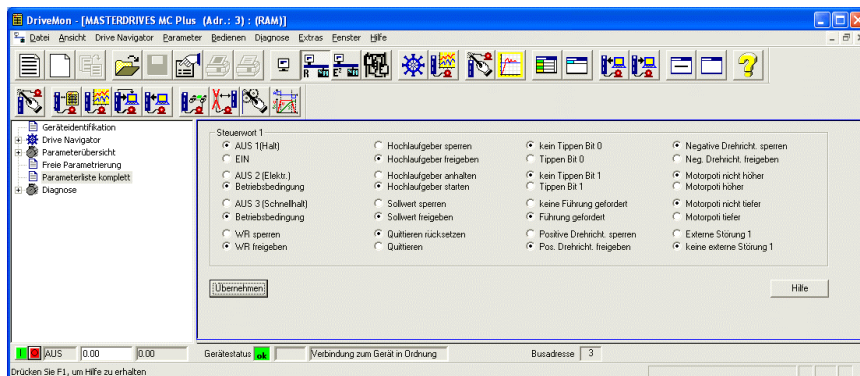 DriveMon - [MASTERDRIVES MC Plus (Adr.: 3) : (RAM)]
Datei Ansicht Drive Navigator Parameter Bedienen Diagnose Extras Fenster Hilfe
Geräteidentifikation
Drive Navigator
Parameterübersicht
Freie Parametrierung
Parameterliste komplett
Diagnose
Steuerwort 1
AUS 1(Halt)
EIN
AUS 2 (Elektr.)
Betriebsbedingung
AUS 3 (Schnellhalt)
Betriebsbedingung
WR sperren
WR freigeben
Hochlaufgeber sperren
Hochlaufgeber freigeben
Hochlaufgeber anhalten
Hochlaufgeber starten
Sollwert sperren
Sollwert freigeben
Quittieren rücksetzen
Quittieren
kein Tippen Bit 0
Tippen Bit 0
kein Tippen Bit 1
Tippen Bit 1
keine Führung gefordert
Führung gefordert
Positive Drehricht. sperren
Pos. Drehricht. freigeben
Negative Drehricht. sperren
Neg. Drehricht. freigeben
Motorpoti nicht höher
Motorpoti höher
Motorpoti nicht tiefer
Motorpoti tiefer
Externe Störung 1
keine externe Störung 1
Übernehmen
Hilfe
AUS 0.00 0.00 Gerätestatus ok Verbindung zum Gerät in Ordnung Busadresse 3
Drücken Sie F1, um Hilfe zu erhalten